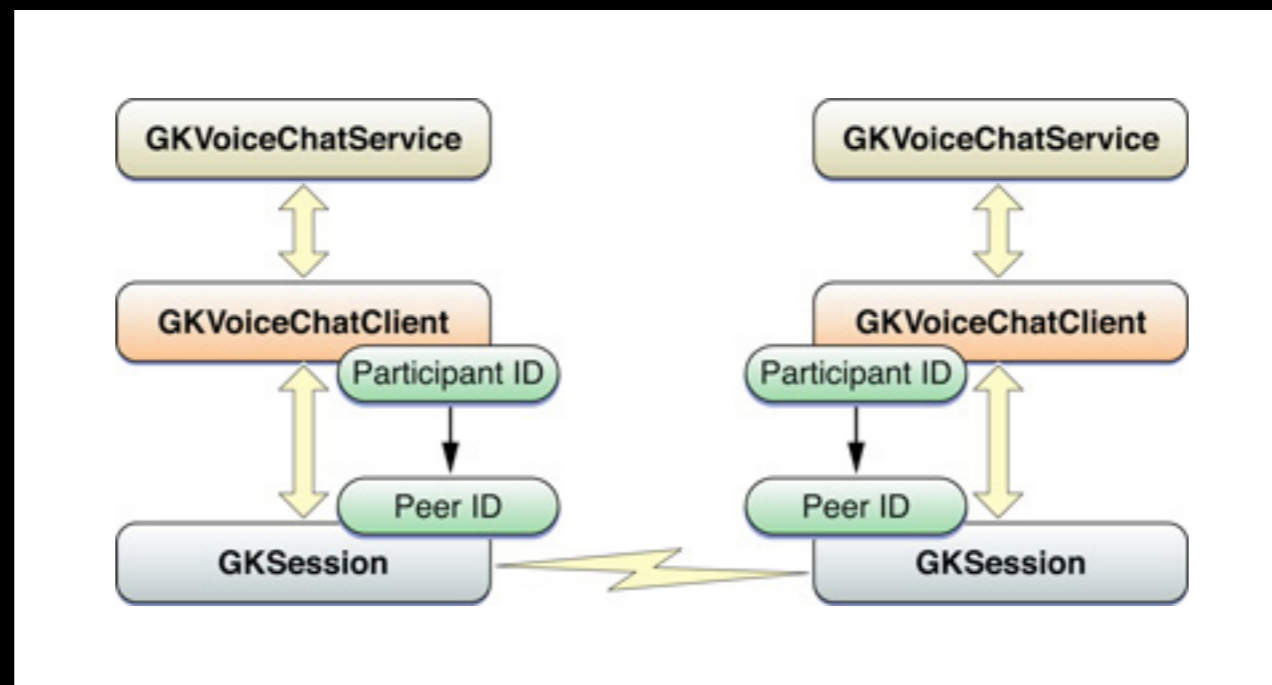 GKVoiceChatService
GKVoiceChatService
GKVoiceChatClient
GKVoiceChatClient
Participant ID
Participant ID
Peer ID
Peer ID
GKSession
GKSession